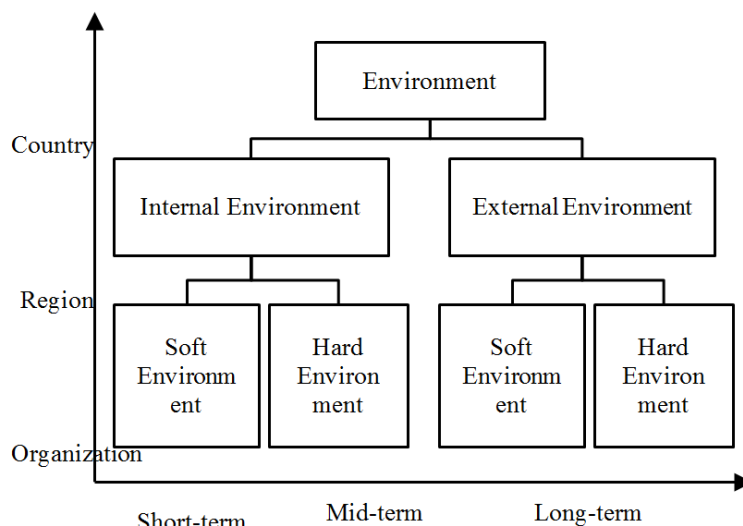 Environment
Country
Internal Environment
External Environment
Region
Soft
Environm
ent
Hard
Environ
ment
Soft
Environm
ent
Hard
Environ
ment
Organization
Short-term
Mid-term
Long-term